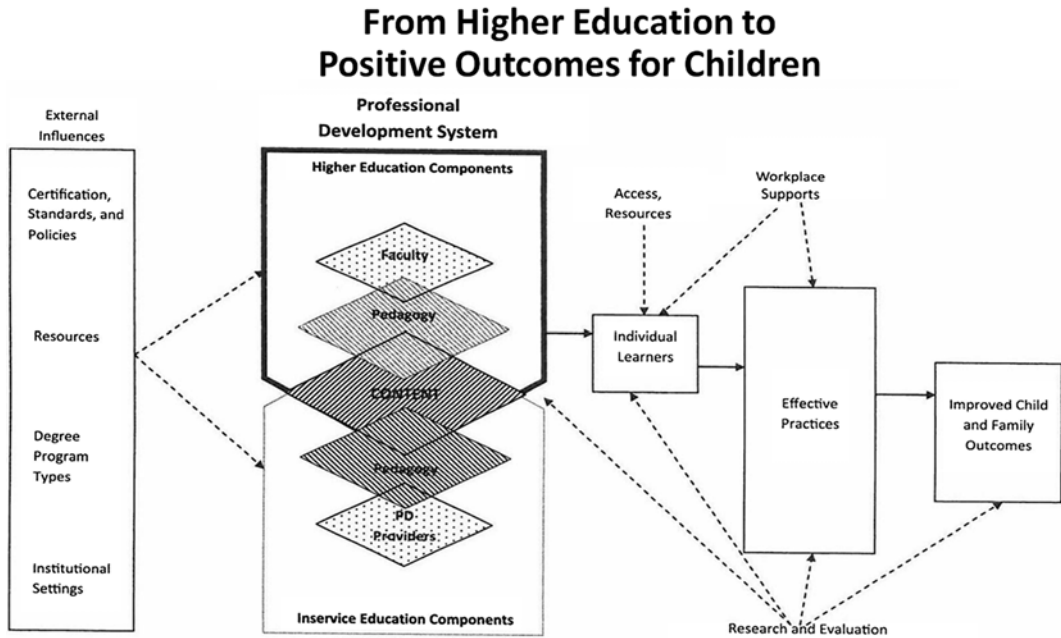 From Higher Education to
Positive Outcomes for Children
External
Influences
Certification,
Standards, and
Policies
Resources
Degree
Program
Types
Institutional
Settings
Professional
Development System
Higher Education Components
Faculty
Pedagogy
CONTENT
Pedagogy
PD
Providers
Inservice Education Components
Access,
Resources
Workplace
Supports
Individual
Learners
Effective
Practices
Improved Child
and Family
Outcomes
Research and Evaluation